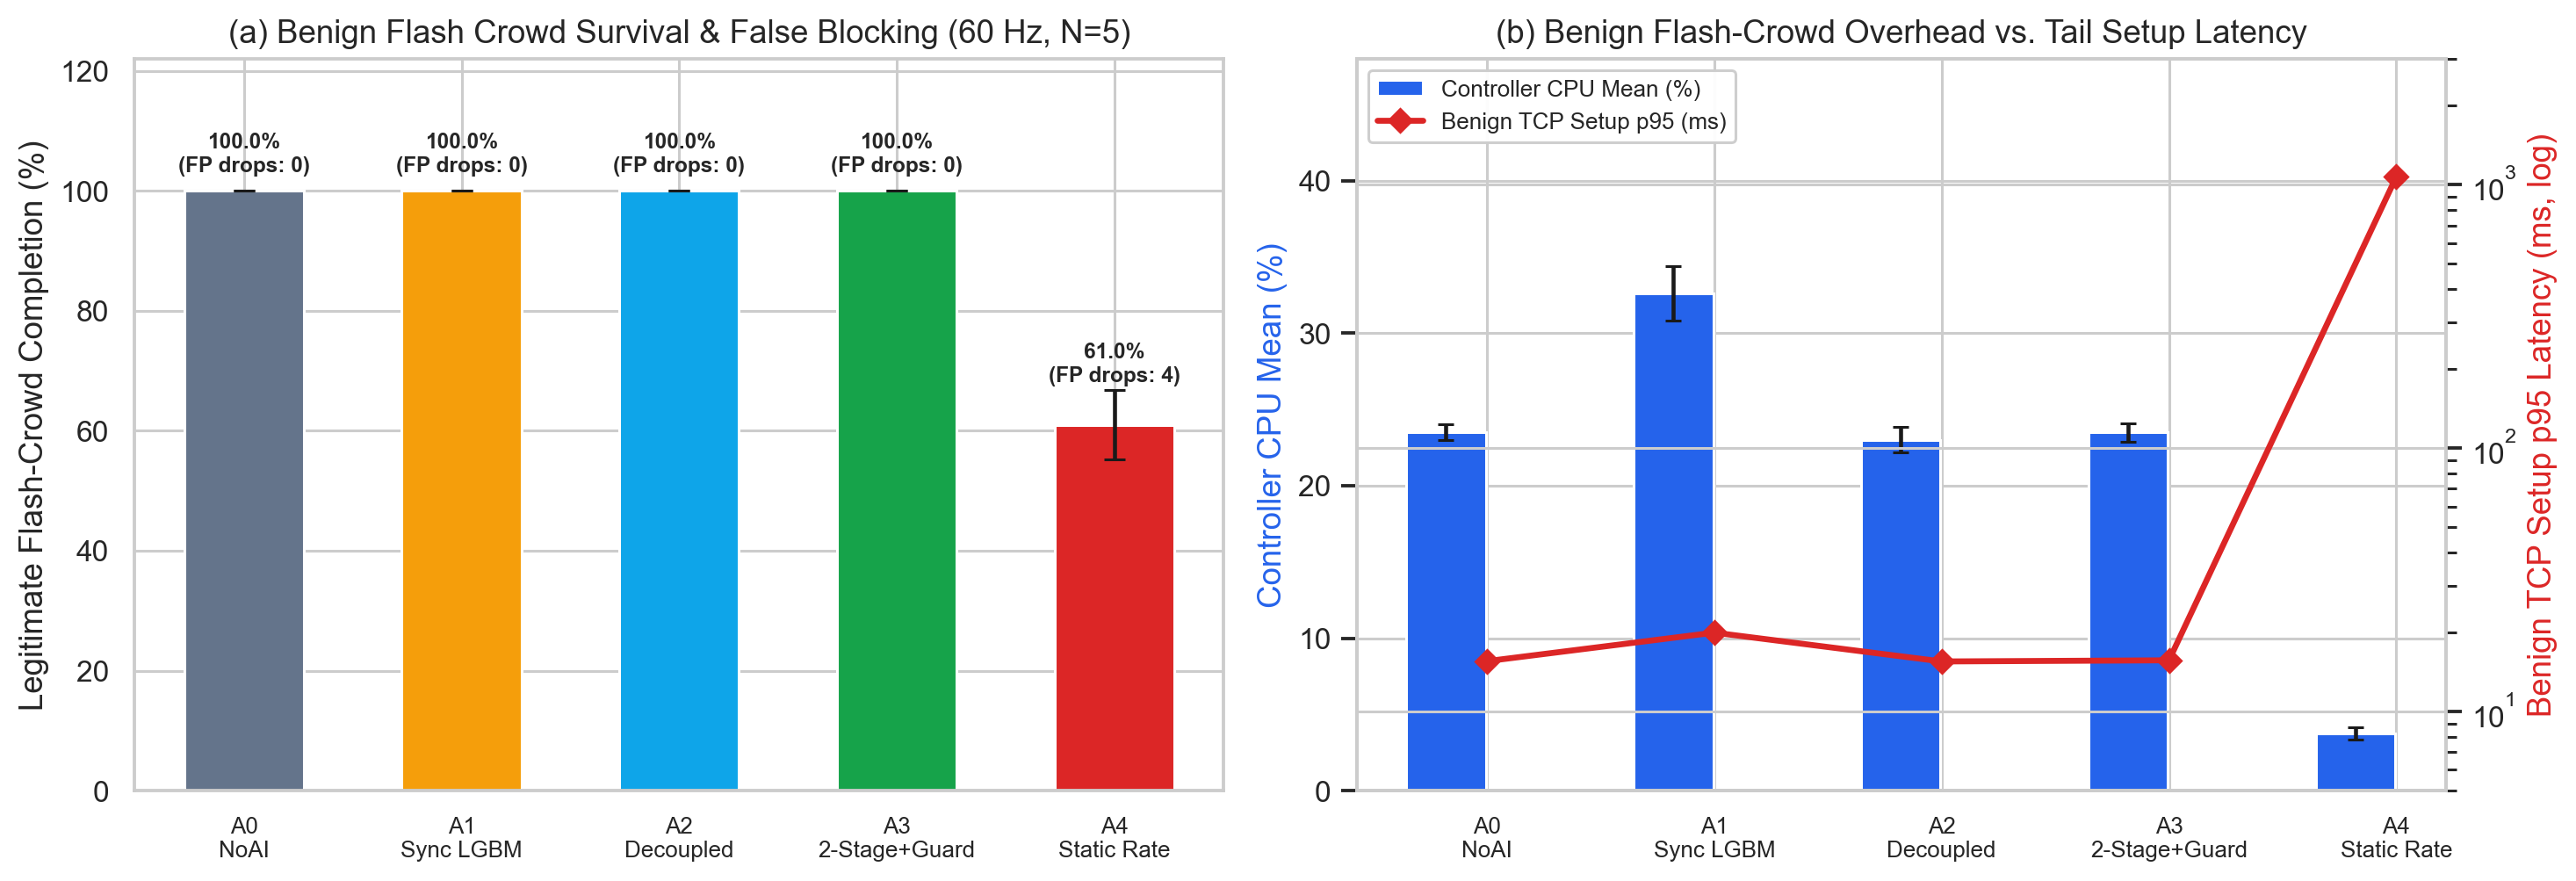 (a) Benign Flash Crowd Survival & False Blocking (60 Hz, N=5)
Legitimate Flash-Crowd Completion (%)
120
100
80
60
40
20
0
100.0%
(FP drops: 0)
100.0%
(FP drops: 0)
100.0%
(FP drops: 0)
100.0%
(FP drops: 0)
61.0%
(FP drops: 4)
A0
NoAI
A1
Sync LGBM
A2
Decoupled
A3
2-Stage+Guard
A4
Static Rate
(b) Benign Flash-Crowd Overhead vs. Tail Setup Latency
Controller CPU Mean (%)
40
30
20
10
0
Controller CPU Mean (%)
Benign TCP Setup p95 (ms)
A0
NoAI
A1
Sync LGBM
A2
Decoupled
A3
2-Stage+Guard
A4
Static Rate
10³
10²
10¹
Benign TCP Setup p95 Latency (ms, log)